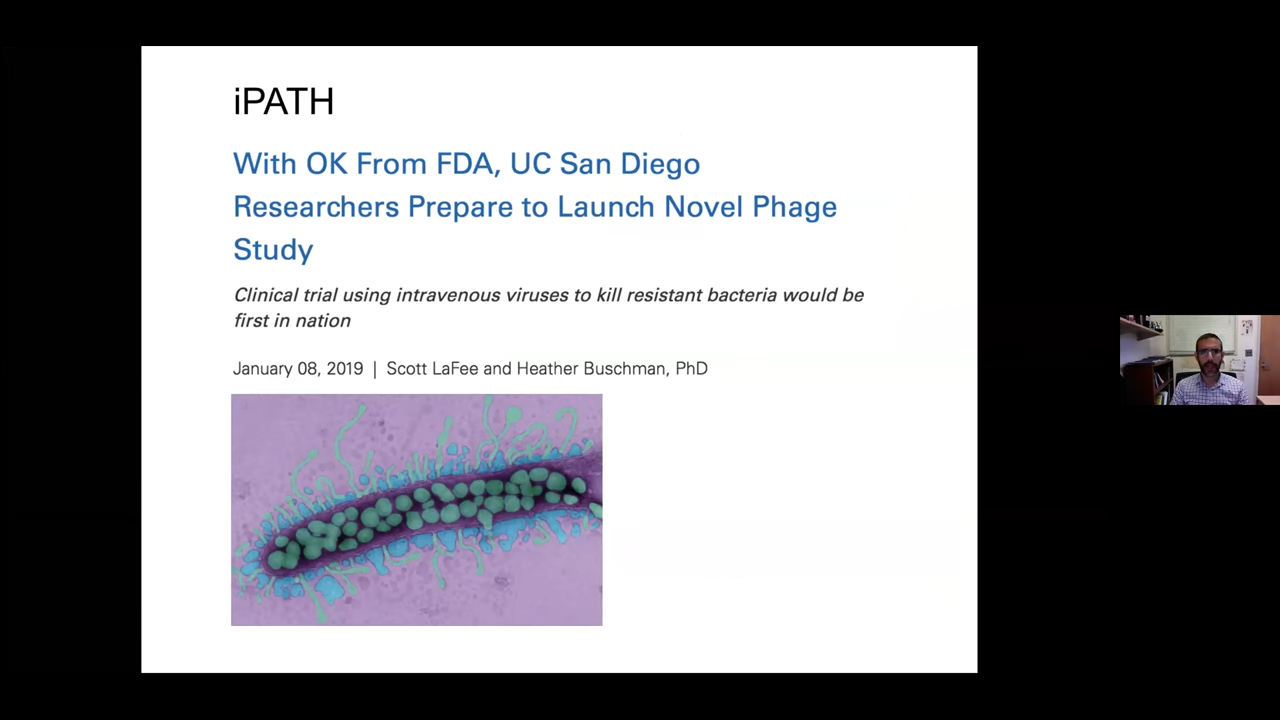 iPATH
With OK From FDA, UC San Diego
Researchers Prepare to Launch Novel Phage
Study
Clinical trial using intravenous viruses to kill resistant bacteria would be
first in nation
January 08, 2019 | Scott LaFee and Heather Buschman, PhD